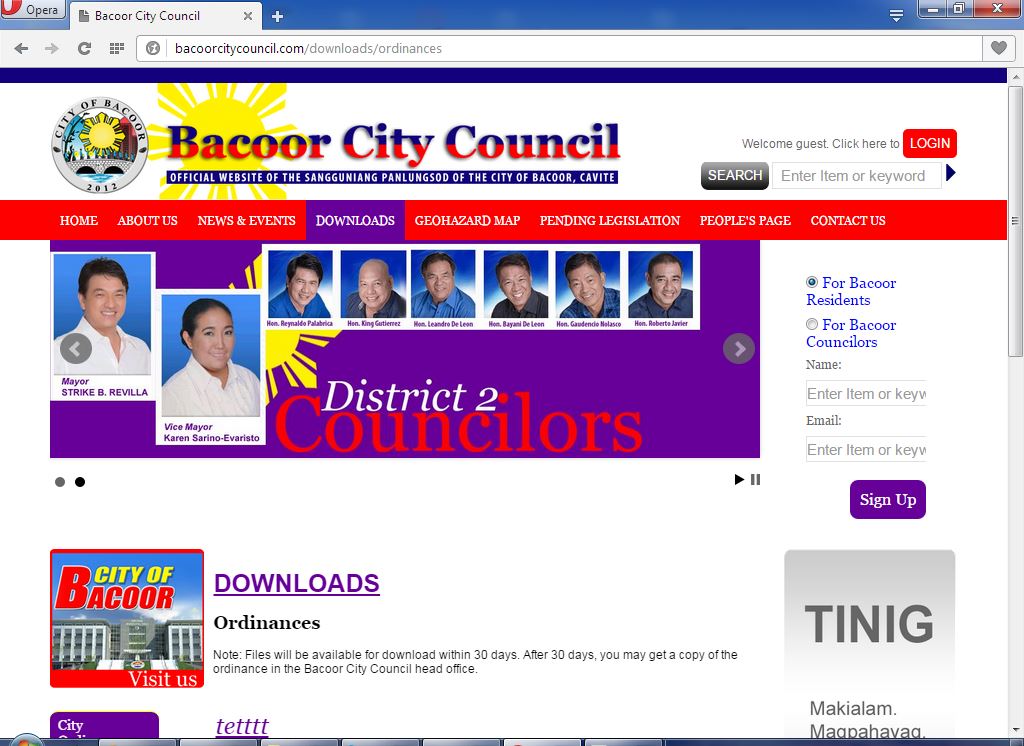 Opera
Bacoor City Council
bacoorcitycouncil.com/downloads/ordinances
CITY OF BACOOR
2012
Bacoor City Council
OFFICIAL WEBSITE OF THE SANGGUNIANG PANLUNGSOD OF THE CITY OF BACOOR, CAVITE
Welcome guest. Click here to LOGIN
SEARCH Enter Item or keyword
HOME ABOUT US NEWS & EVENTS DOWNLOADS GEOHAZARD MAP PENDING LEGISLATION PEOPLE'S PAGE CONTACT US
Hon. Reynaldo Palabrica Hon. King Gutierrez Hon. Leandro De Leon Hon. Bayani De Leon Hon. Gaudencio Nolasco Hon. Roberto Javier
Mayor
STRIKE B. REVILLA
Vice Mayor
Karen Sarino-Evaristo
District 2
Councilors
For Bacoor
Residents
For Bacoor
Councilors
Name:
Enter Item or keyw
Email:
Enter Item or keyw
Sign Up
CITY OF
BACOOR
Visit us
DOWNLOADS
Ordinances
Note: Files will be available for download within 30 days. After 30 days, you may get a copy of the
ordinance in the Bacoor City Council head office.
TINIG
Makialam.
Magpahayag.
City
tetttt